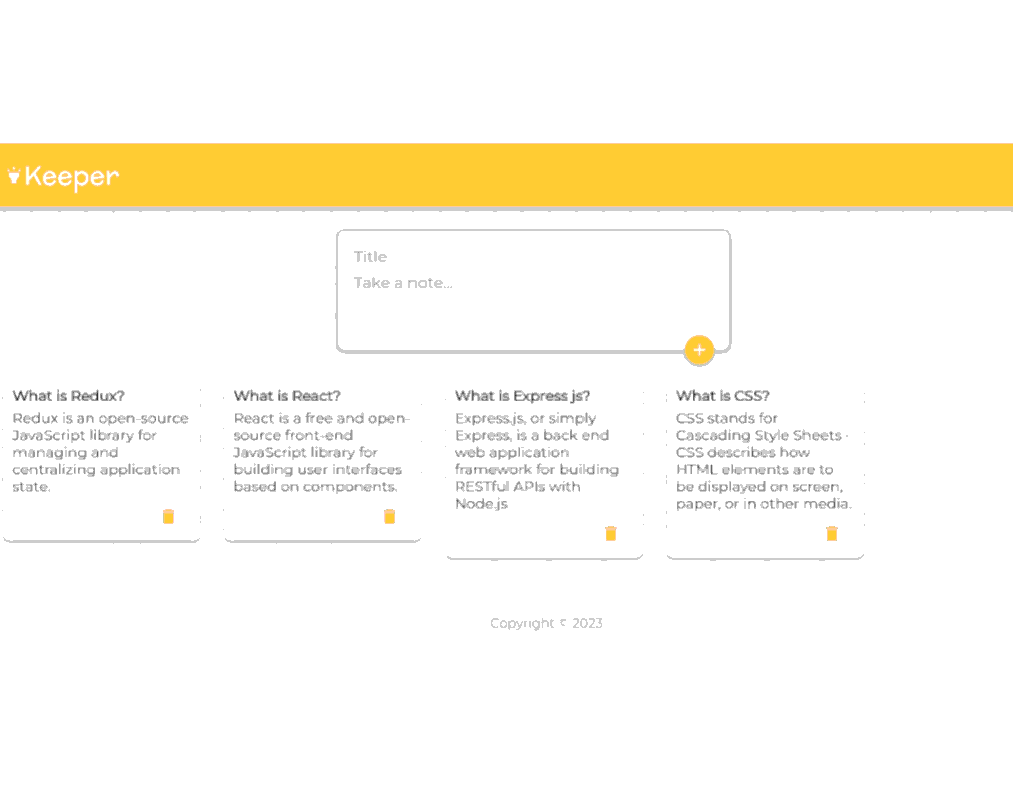 Keeper
Title
Take a note...
What is Redux?
Redux is an open-source
JavaScript library for
managing and
centralizing application
state.
What is React?
React is a free and open-
source front-end
JavaScript library for
building user interfaces
based on components.
What is Express js?
Express.js, or simply
Express, is a back end
web application
framework for building
RESTful APIs with
Node.js
What is CSS?
CSS stands for
Cascading Style Sheets ·
CSS describes how
HTML elements are to
be displayed on screen,
paper, or in other media.
Copyright © 2023